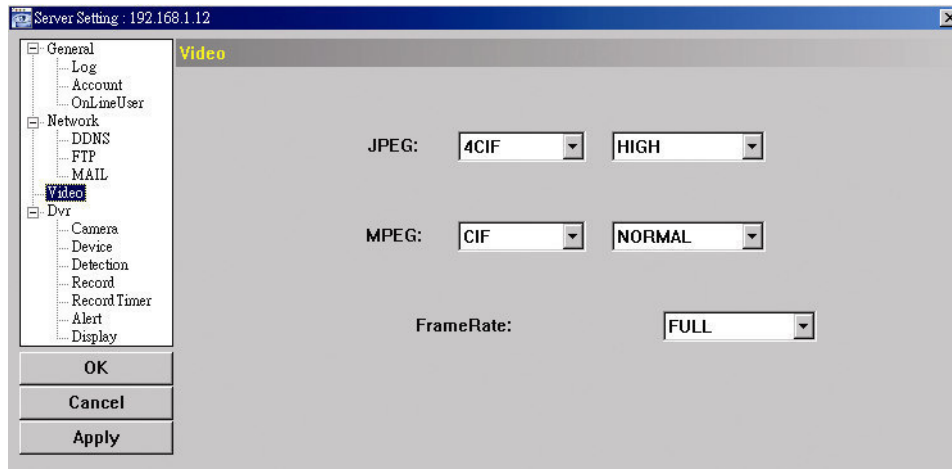 Server Setting : 192.168.1.12
General
Log
Account
OnLineUser
Network
DDNS
FTP
MAIL
Video
Dvr
Camera
Device
Detection
Record
Record Timer
Alert
Display
OK
Cancel
Apply
Video
JPEG: 4CIF HIGH
MPEG: CIF NORMAL
FrameRate: FULL